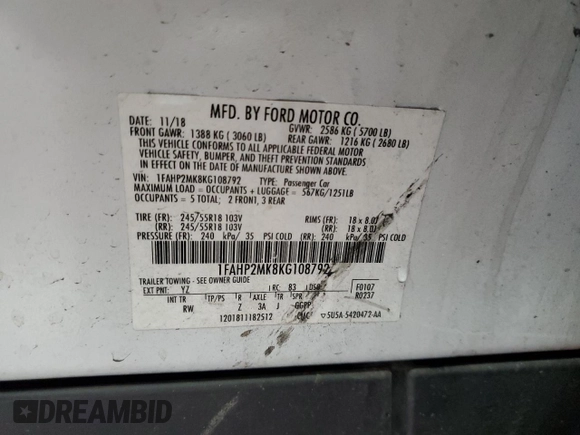 MFD. BY FORD MOTOR CO.
DATE: 11/18 GVWR: 2586 KG ( 5700 LB)
FRONT GAWR: 1388 KG ( 3060 LB) REAR GAWR: 1216 KG ( 2680 LB)
THIS VEHICLE CONFORMS TO ALL APPLICABLE FEDERAL MOTOR
VEHICLE SAFETY, BUMPER, AND THEFT PREVENTION STANDARDS
IN EFFECT ON THE DATE OF MANUFACTURE SHOWN ABOVE
VIN: 1FAHP2MK8KG108792 TYPE: Passenger Car
MAXIMUM LOAD = OCCUPANTS + LUGGAGE = 567KG/1251LB
OCCUPANTS = 5 TOTAL; 2 FRONT, 3 REAR
TIRE (FR): 245/55R18 103V RIMS (FR): 18 x 8.0J
(RR): 245/55R18 103V (RR): 18 x 8.0J
PRESSURE (FR): 240 kPa/ 35 PSI COLD (RR): 240 kPa/ 35 PSI COLD
1FAHP2MK8KG108792
TRAILER TOWING - SEE OWNER GUIDE
EXT PNT: YZ RC: 83 DSO: F0107
R0237
INT TR TP/PS R AXLE TR SPR
RW Z 3A J GGPP
1201811182512 ▽5U5A 5420472-AA
DREAMBID